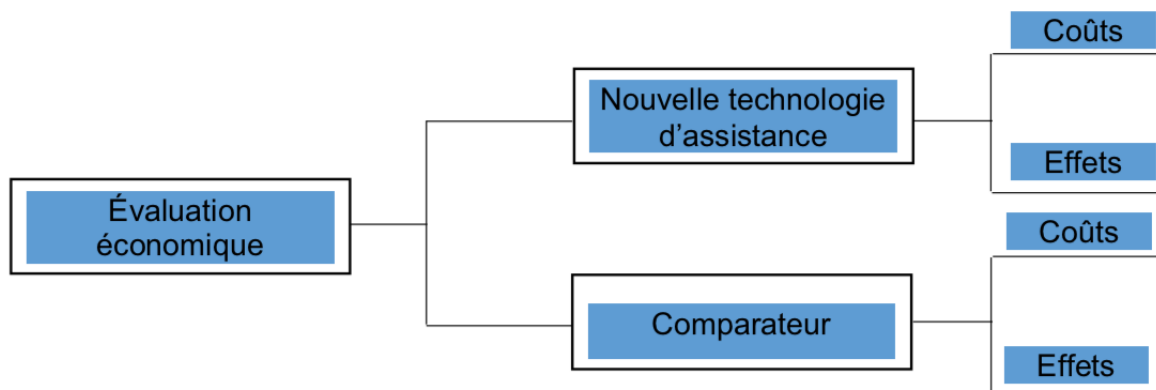 Coûts
Nouvelle technologie
d’assistance
Effets
Évaluation
économique
Coûts
Comparateur
Effets